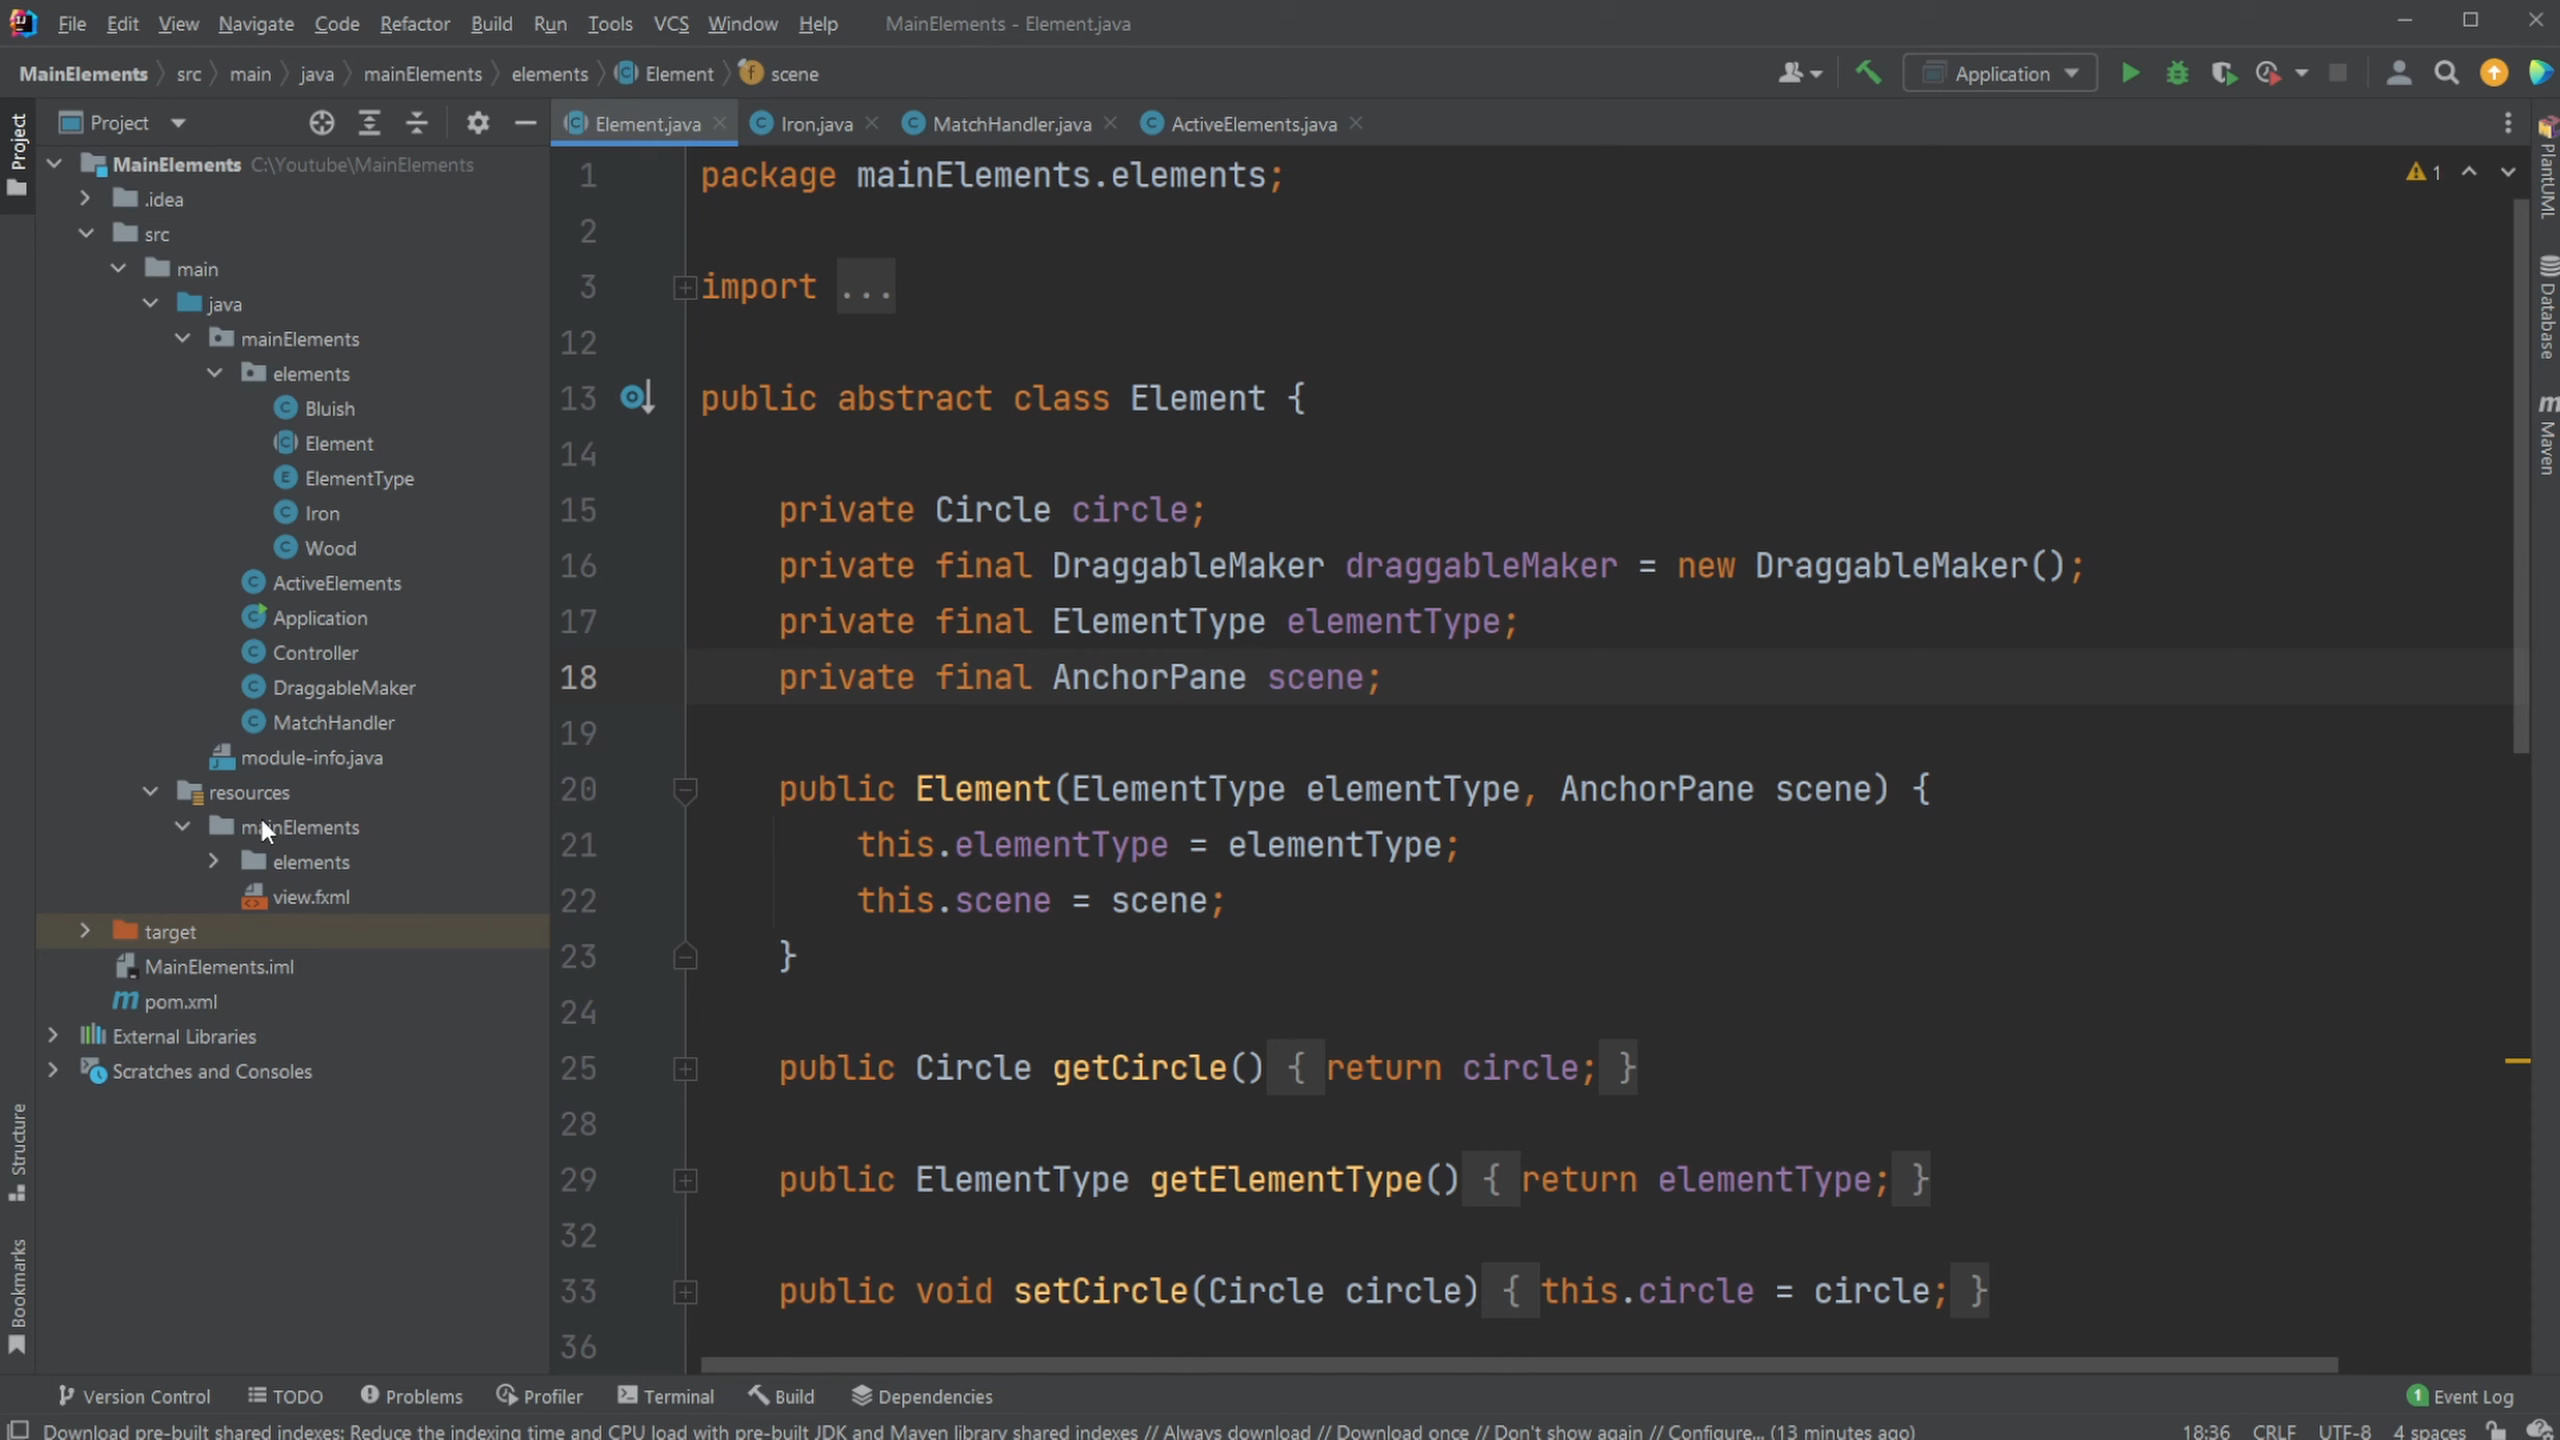 File Edit View Navigate Code Refactor Build Run Tools VCS Window Help MainElements - Element.java
MainElements src main java mainElements elements Element scene Application
Project
Element.java Iron.java MatchHandler.java ActiveElements.java
Project
MainElements C:\Youtube\MainElements
.idea
src
main
java
mainElements
elements
Bluish
Element
ElementType
Iron
Wood
ActiveElements
Application
Controller
DraggableMaker
MatchHandler
module-info.java
resources
mainElements
elements
view.fxml
target
MainElements.iml
pom.xml
External Libraries
Scratches and Consoles
Structure
Bookmarks
1 package mainElements.elements;
2
3 import ...
12
13 public abstract class Element {
14
15 private Circle circle;
16 private final DraggableMaker draggableMaker = new DraggableMaker();
17 private final ElementType elementType;
18 private final AnchorPane scene;
19
20 public Element(ElementType elementType, AnchorPane scene) {
21 this.elementType = elementType;
22 this.scene = scene;
23 }
24
25 public Circle getCircle() { return circle; }
28
29 public ElementType getElementType() { return elementType; }
32
33 public void setCircle(Circle circle) { this.circle = circle; }
36
1
PlantUML
Database
m Maven
Version Control TODO Problems Profiler Terminal Build Dependencies 1 Event Log
Download pre-built shared indexes: Reduce the indexing time and CPU load with pre-built JDK and Maven library shared indexes // Always download // Download once // Don't show again // Configure... (13 minutes ago) 18:36 CRLF UTF-8 4 spaces